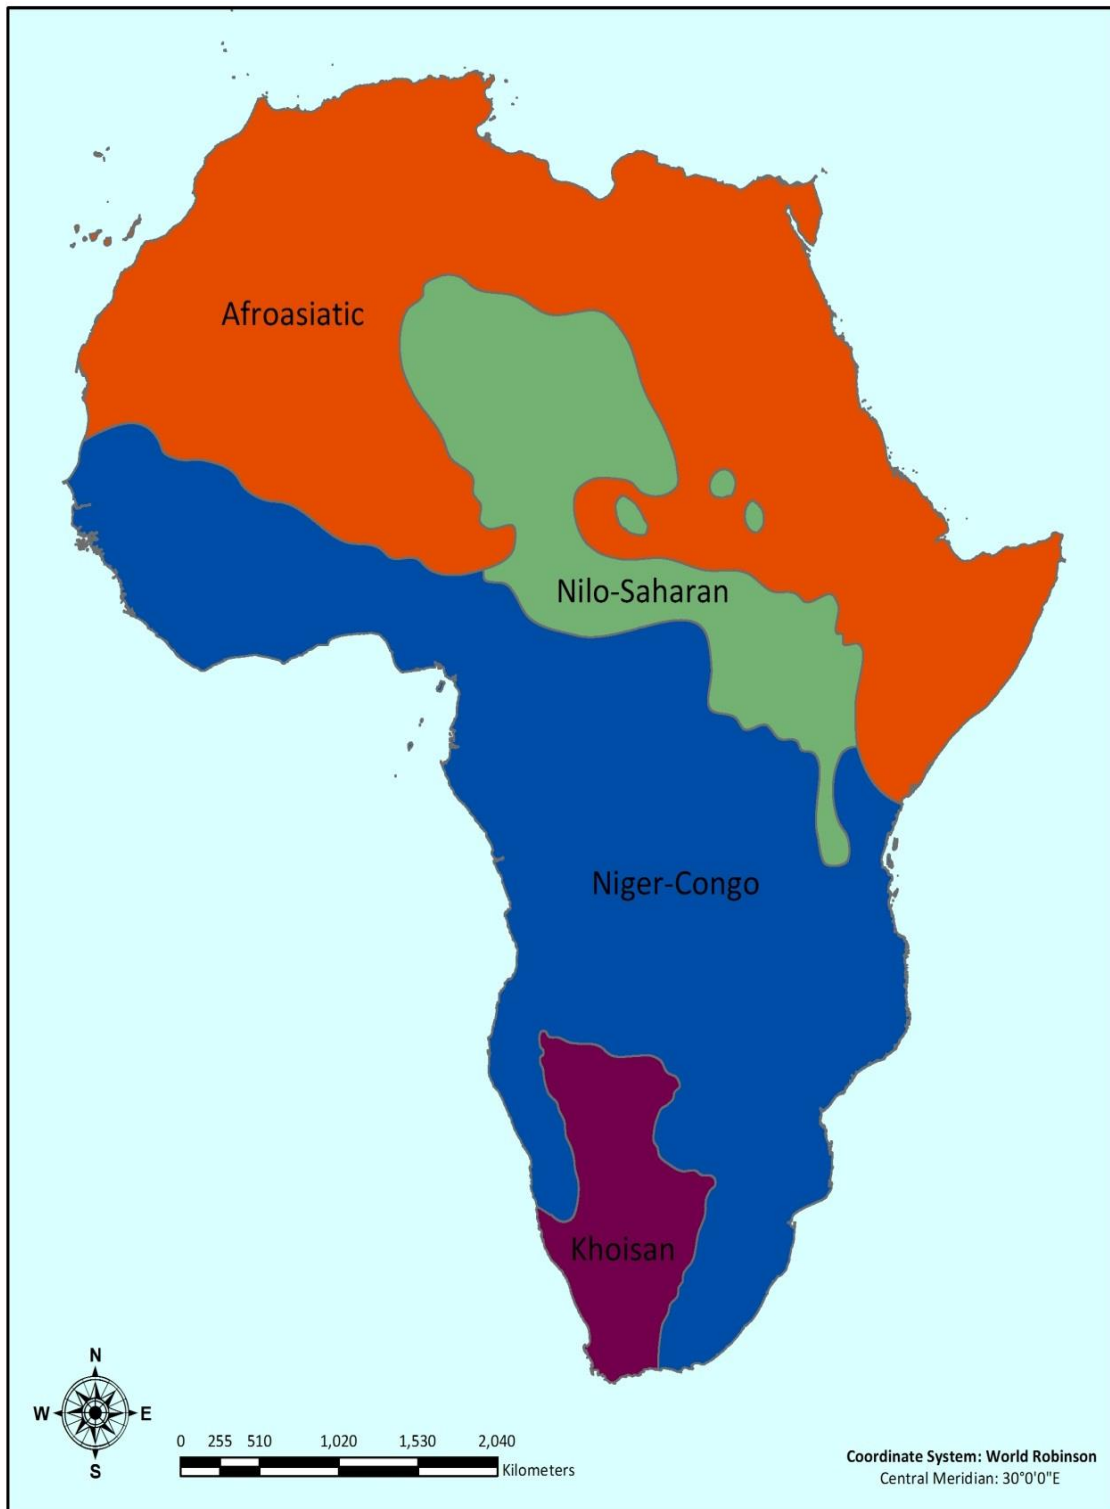 Afroasiatic
Nilo-Saharan
Niger-Congo
Khoisan
N
W E
S
0 255 510 1,020 1,530 2,040
Kilometers
Coordinate System: World Robinson
Central Meridian: 30°0'0"E